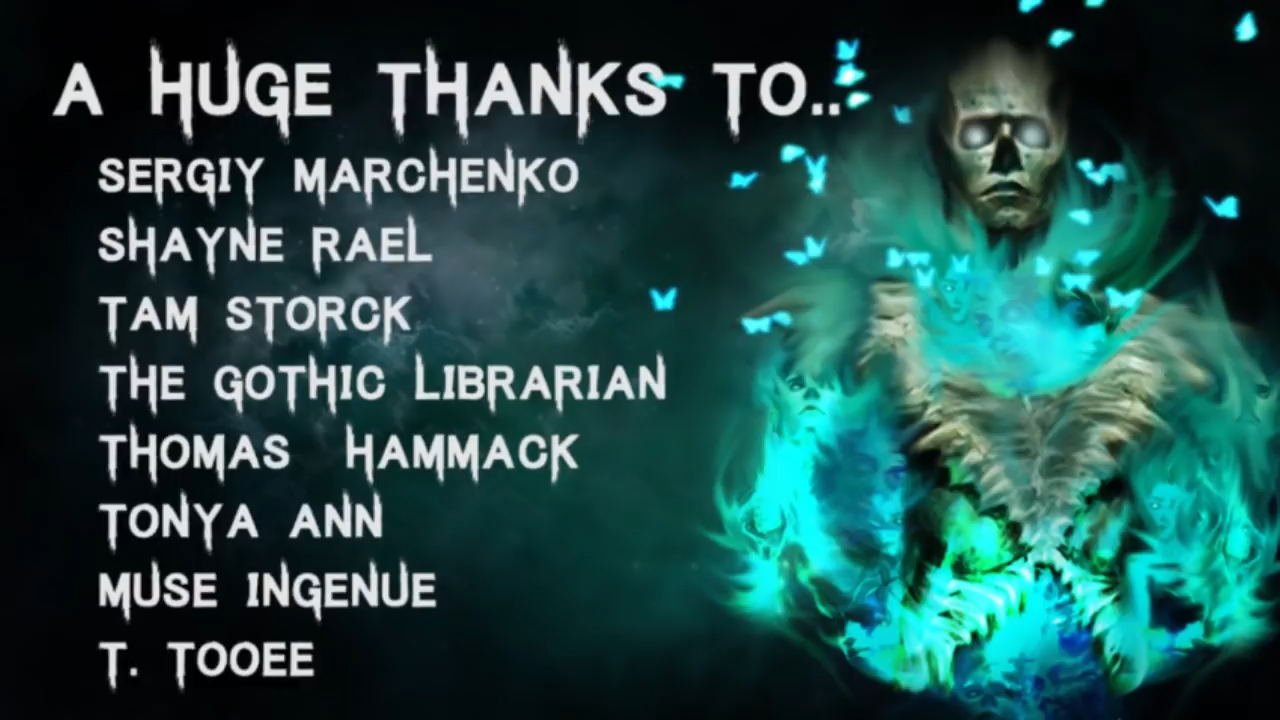 A HUGE THANKS TO..
SERGIY MARCHENKO
SHAYNE RAEL
TAM STORCK
THE GOTHIC LIBRARIAN
THOMAS HAMMACK
TONYA ANN
MUSE INGENUE
T. TOOEE